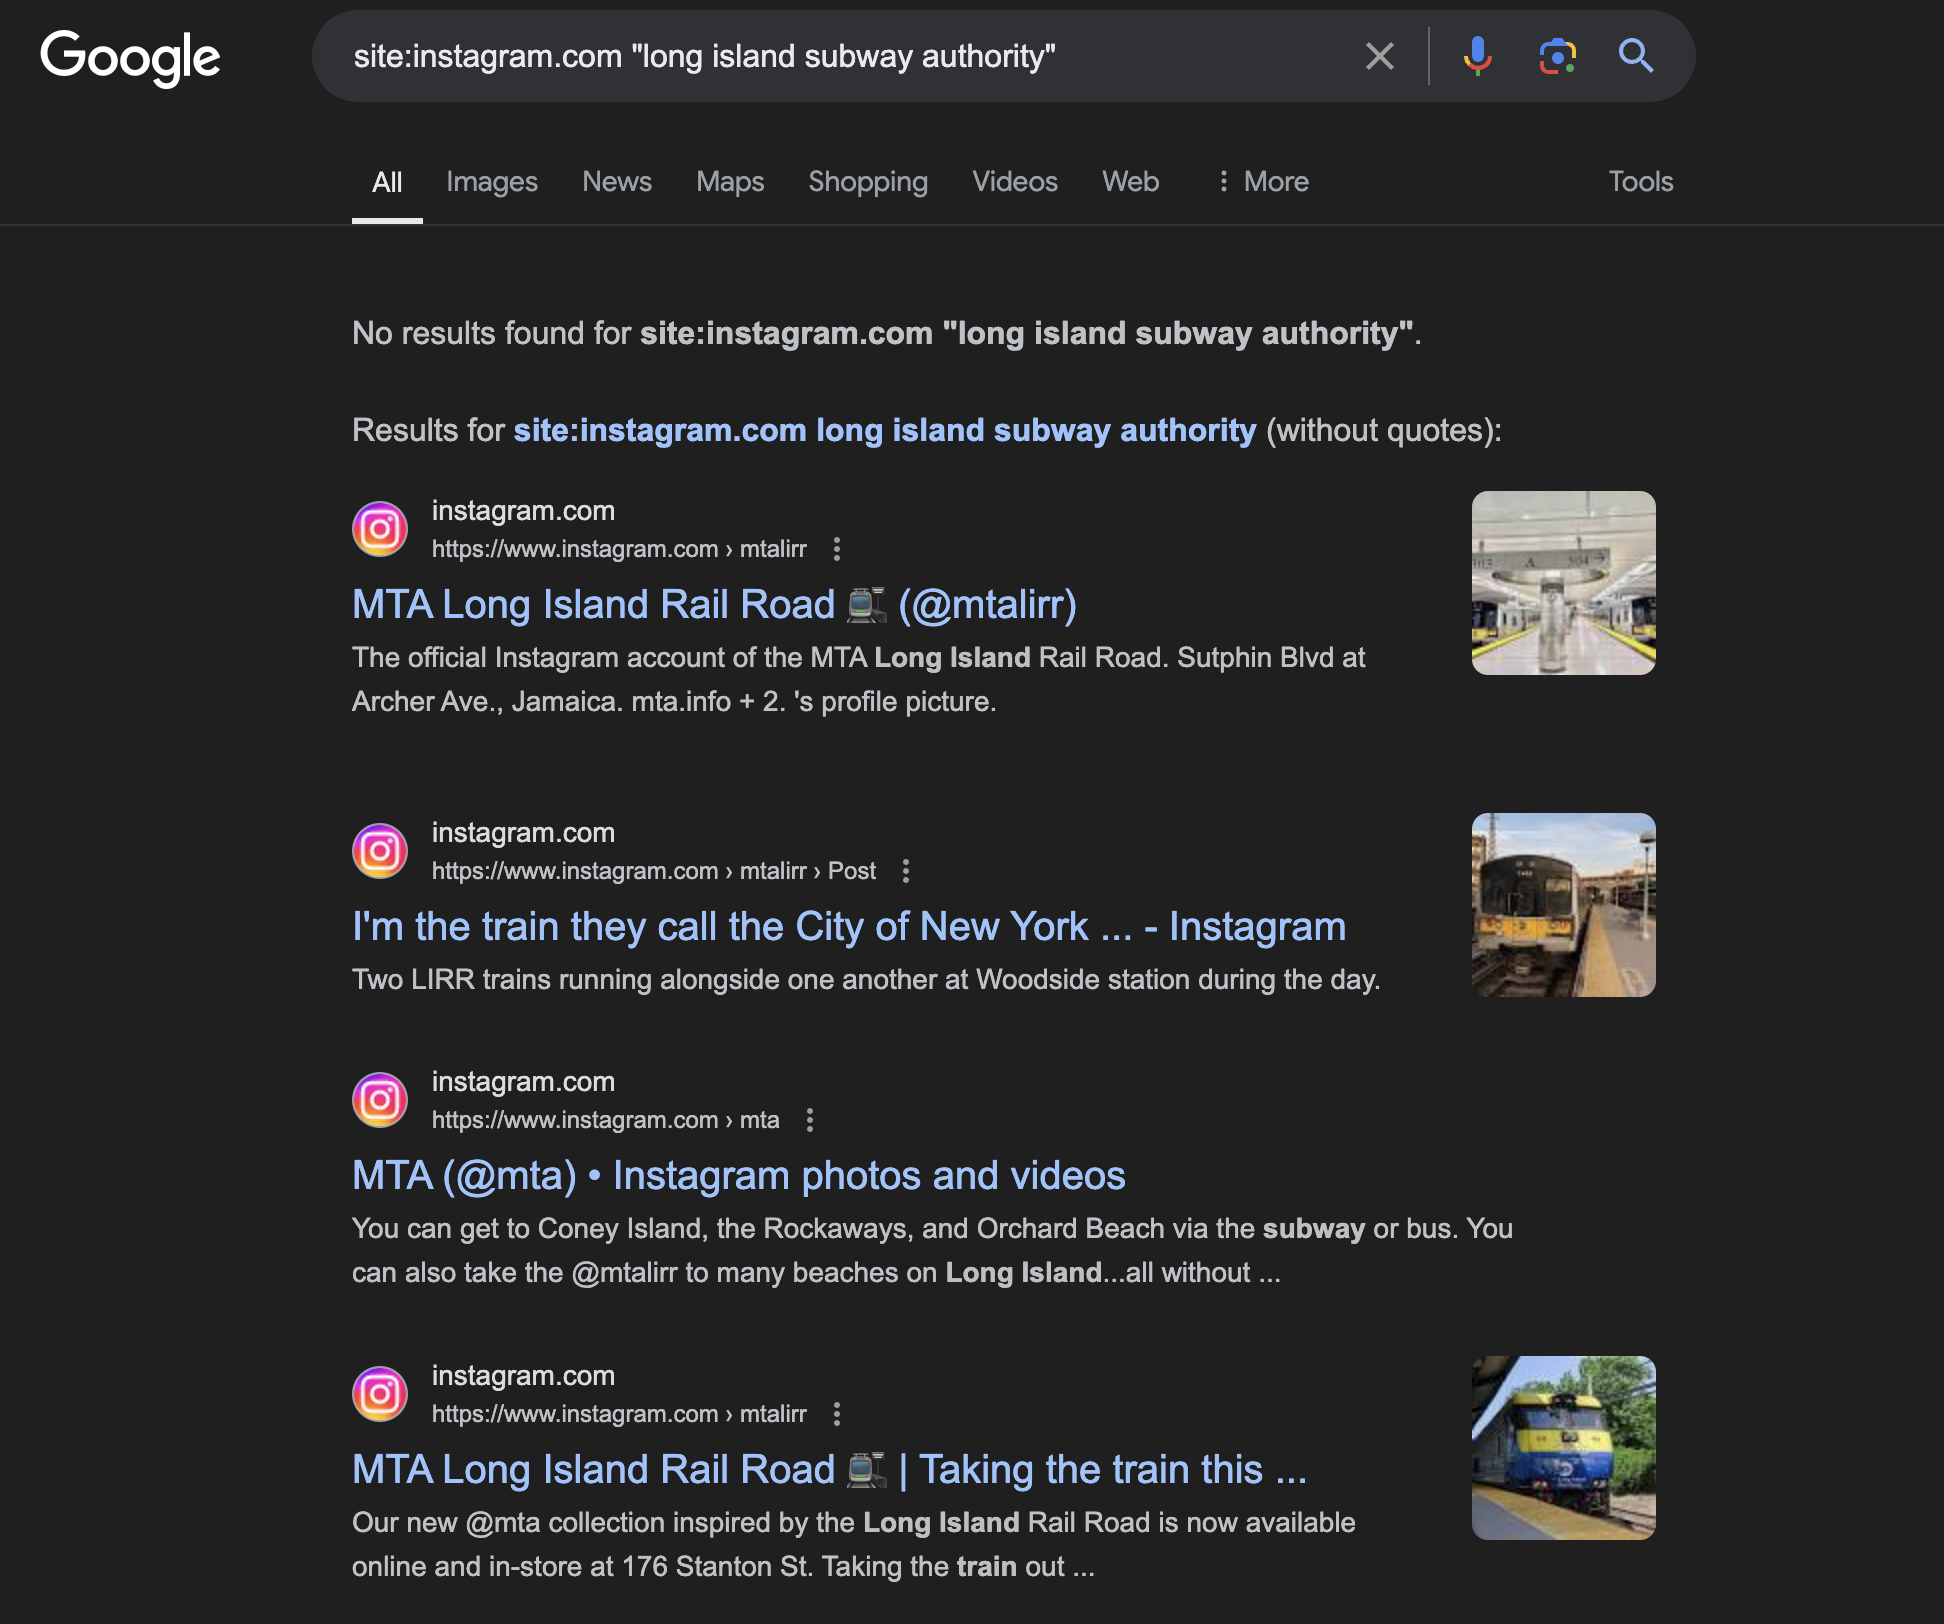 Google
site:instagram.com "long island subway authority"
All Images News Maps Shopping Videos Web More Tools
No results found for site:instagram.com "long island subway authority".
Results for site:instagram.com long island subway authority (without quotes):
instagram.com
https://www.instagram.com › mtalirr
MTA Long Island Rail Road 🚈 (@mtalirr)
The official Instagram account of the MTA Long Island Rail Road. Sutphin Blvd at
Archer Ave., Jamaica. mta.info + 2. 's profile picture.
instagram.com
https://www.instagram.com › mtalirr › Post
I'm the train they call the City of New York ... - Instagram
Two LIRR trains running alongside one another at Woodside station during the day.
instagram.com
https://www.instagram.com › mta
MTA (@mta) • Instagram photos and videos
You can get to Coney Island, the Rockaways, and Orchard Beach via the subway or bus. You
can also take the @mtalirr to many beaches on Long Island...all without ...
instagram.com
https://www.instagram.com › mtalirr
MTA Long Island Rail Road 🚈 | Taking the train this ...
Our new @mta collection inspired by the Long Island Rail Road is now available
online and in-store at 176 Stanton St. Taking the train out ...